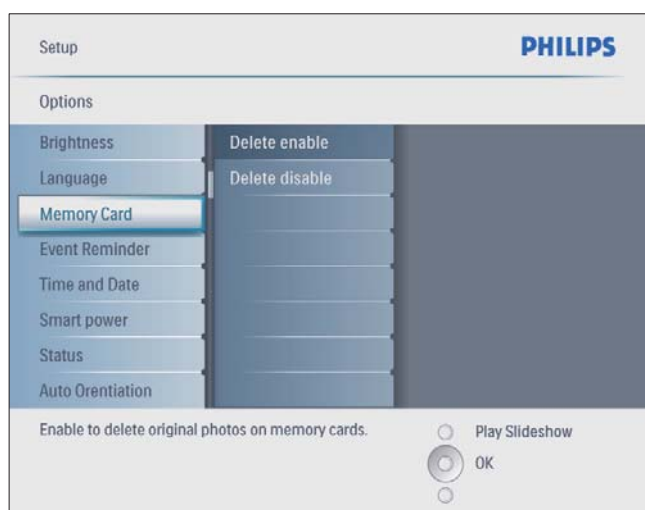 Setup
PHILIPS
Options
Brightness
Delete enable
Language
Delete disable
Memory Card
Event Reminder
Time and Date
Smart power
Status
Auto Orentiation
Enable to delete original photos on memory cards.
Play Slideshow
OK